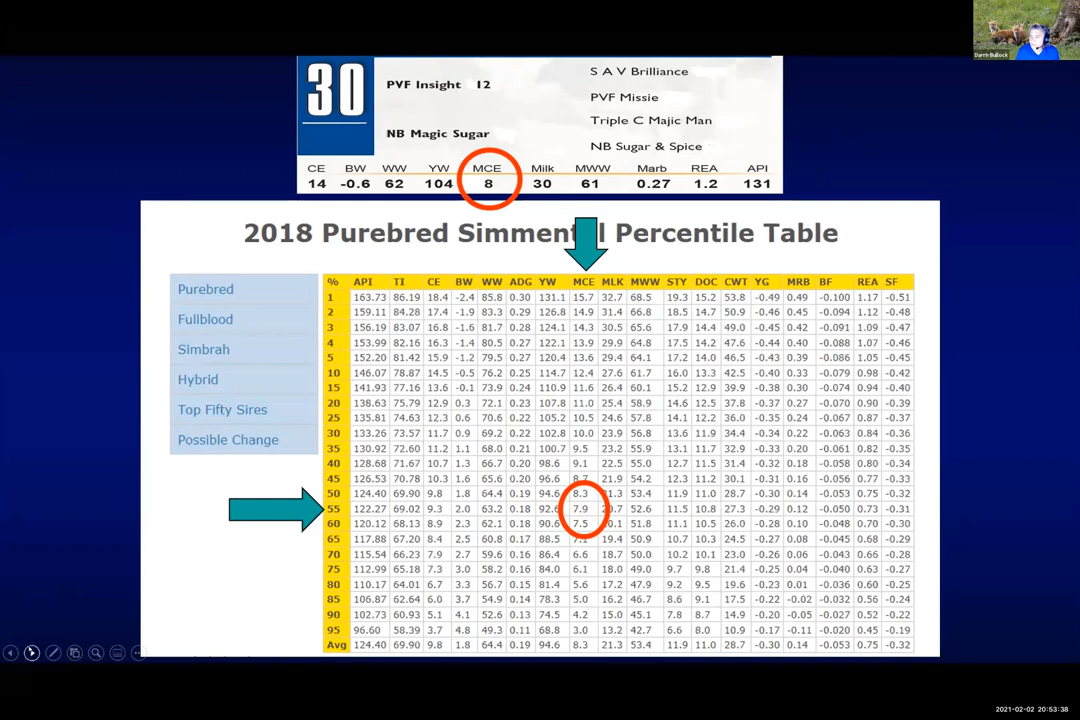 Darrh Bullock
30
S A V Brilliance
PVF Insight 12
PVF Missie
Triple C Majic Man
NB Magic Sugar
NB Sugar & Spice
CE BW WW YW MCE Milk MWW Marb REA API
14 -0.6 62 104 8 30 61 0.27 1.2 131
2018 Purebred Simmental Percentile Table
Purebred
Fullblood
Simbrah
Hybrid
Top Fifty Sires
Possible Change
% API TI CE BW WW ADG YW MCE MLK MWW STY DOC CWT YG MRB BF REA SF
1 163.73 86.19 18.4 -2.4 85.8 0.30 131.1 15.7 32.7 68.5 19.3 15.2 53.8 -0.49 0.49 -0.100 1.17 -0.51
2 159.11 84.28 17.4 -1.9 83.3 0.29 126.8 14.9 31.4 66.8 18.5 14.7 50.9 -0.46 0.45 -0.094 1.12 -0.48
3 156.19 83.07 16.8 -1.6 81.7 0.28 124.1 14.3 30.5 65.6 17.9 14.4 49.0 -0.45 0.42 -0.091 1.09 -0.47
4 153.99 82.16 16.3 -1.4 80.5 0.27 122.1 13.9 29.9 64.8 17.5 14.2 47.6 -0.44 0.40 -0.088 1.07 -0.46
5 152.20 81.42 15.9 -1.2 79.5 0.27 120.4 13.6 29.4 64.1 17.2 14.0 46.5 -0.43 0.39 -0.086 1.05 -0.45
10 146.07 78.87 14.5 -0.5 76.2 0.25 114.7 12.4 27.6 61.7 16.0 13.3 42.5 -0.40 0.33 -0.079 0.98 -0.42
15 141.93 77.16 13.6 -0.1 73.9 0.24 110.9 11.6 26.4 60.1 15.2 12.9 39.9 -0.38 0.30 -0.074 0.94 -0.40
20 138.63 75.79 12.9 0.3 72.1 0.23 107.8 11.0 25.4 58.9 14.6 12.5 37.8 -0.37 0.27 -0.070 0.90 -0.39
25 135.81 74.63 12.3 0.6 70.6 0.22 105.2 10.5 24.6 57.8 14.1 12.2 36.0 -0.35 0.24 -0.067 0.87 -0.37
30 133.26 73.57 11.7 0.9 69.2 0.22 102.8 10.0 23.9 56.8 13.6 11.9 34.4 -0.34 0.22 -0.063 0.84 -0.36
35 130.92 72.60 11.2 1.1 68.0 0.21 100.7 9.5 23.2 55.9 13.1 11.7 32.9 -0.33 0.20 -0.061 0.82 -0.35
40 128.68 71.67 10.7 1.3 66.7 0.20 98.6 9.1 22.5 55.0 12.7 11.5 31.4 -0.32 0.18 -0.058 0.80 -0.34
45 126.53 70.78 10.3 1.6 65.6 0.20 96.6 8.7 21.9 54.2 12.3 11.2 30.1 -0.31 0.16 -0.056 0.77 -0.33
50 124.40 69.90 9.8 1.8 64.4 0.19 94.6 8.3 21.3 53.4 11.9 11.0 28.7 -0.30 0.14 -0.053 0.75 -0.32
55 122.27 69.02 9.3 2.0 63.2 0.18 92.6 7.9 20.7 52.6 11.5 10.8 27.3 -0.29 0.12 -0.050 0.73 -0.31
60 120.12 68.13 8.9 2.3 62.1 0.18 90.6 7.5 20.1 51.8 11.1 10.5 26.0 -0.28 0.10 -0.048 0.70 -0.30
65 117.88 67.20 8.4 2.5 60.8 0.17 88.5 7.1 19.4 50.9 10.7 10.3 24.5 -0.27 0.08 -0.045 0.68 -0.29
70 115.54 66.23 7.9 2.7 59.6 0.16 86.4 6.6 18.7 50.0 10.2 10.1 23.0 -0.26 0.06 -0.043 0.66 -0.28
75 112.99 65.18 7.3 3.0 58.2 0.16 84.0 6.1 18.0 49.0 9.7 9.8 21.4 -0.25 0.04 -0.040 0.63 -0.27
80 110.17 64.01 6.7 3.3 56.7 0.15 81.4 5.6 17.2 47.9 9.2 9.5 19.6 -0.23 0.01 -0.036 0.60 -0.25
85 106.87 62.64 6.0 3.7 54.9 0.14 78.3 5.0 16.2 46.7 8.6 9.1 17.5 -0.22 -0.02 -0.032 0.56 -0.24
90 102.73 60.93 5.1 4.1 52.6 0.13 74.5 4.2 15.0 45.1 7.8 8.7 14.9 -0.20 -0.05 -0.027 0.52 -0.22
95 96.60 58.39 3.7 4.8 49.3 0.11 68.8 3.0 13.2 42.7 6.6 8.0 10.9 -0.17 -0.11 -0.020 0.45 -0.19
Avg 124.40 69.90 9.8 1.8 64.4 0.19 94.6 8.3 21.3 53.4 11.9 11.0 28.7 -0.30 0.14 -0.053 0.75 -0.32
2021-02-02 20:53:38